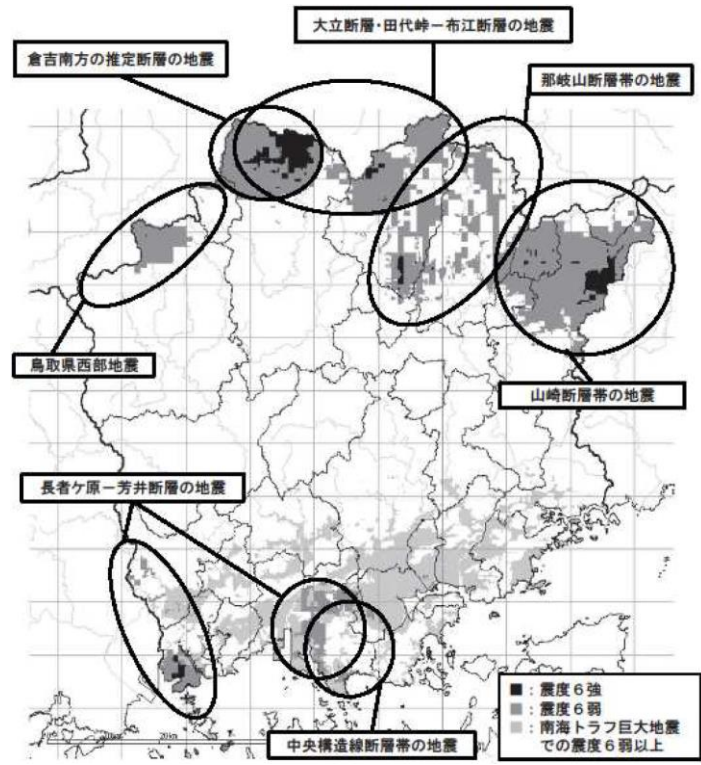 大立断層・田代峠ー布江断層の地震
倉吉南方の推定断層の地震
那岐山断層帯の地震
鳥取県西部地震
山崎断層帯の地震
長者ケ原ー芳井断層の地震
■：震度６強
■：震度６弱
■：南海トラフ巨大地震
での震度６弱以上
中央構造線断層帯の地震